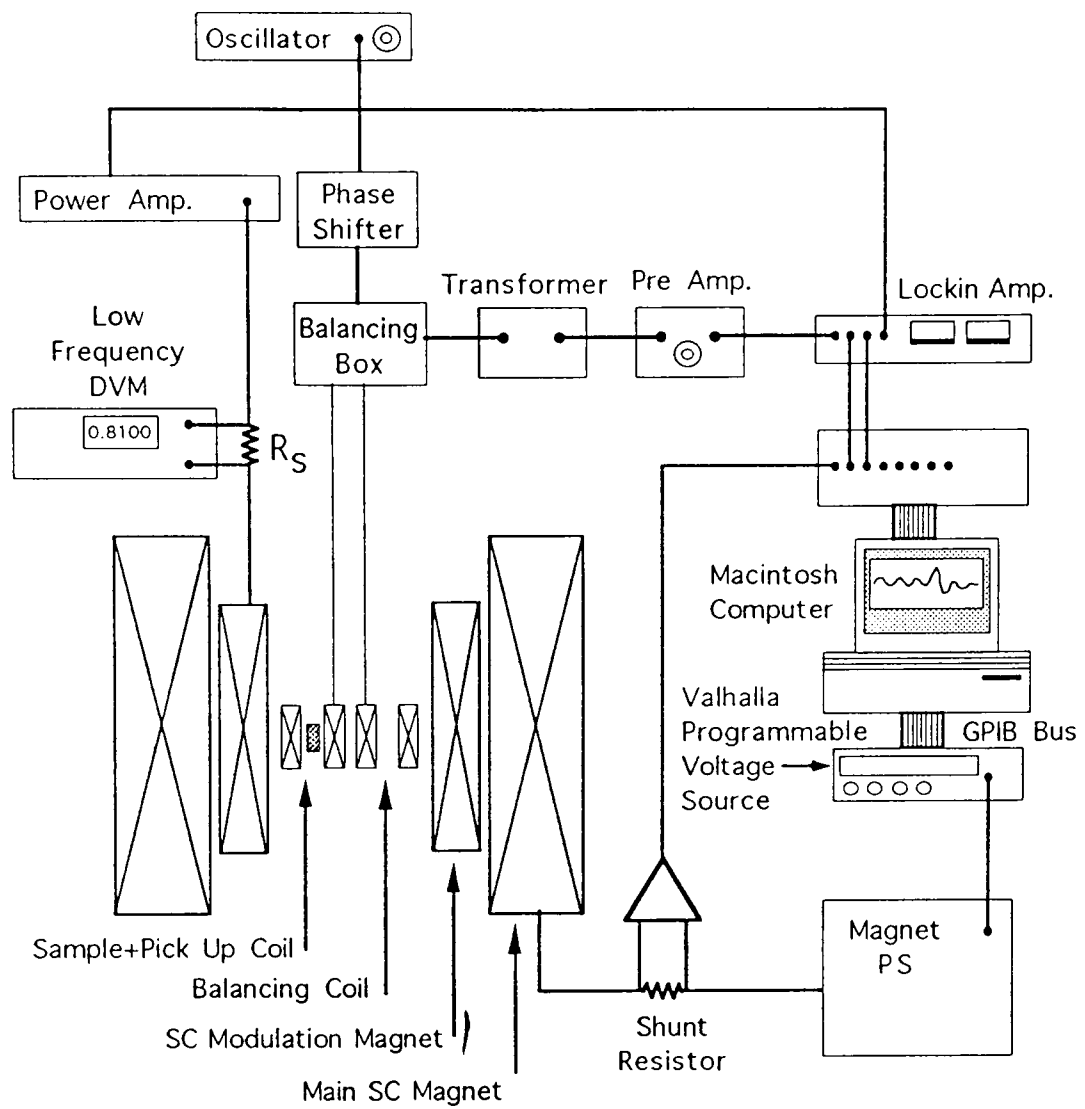 Oscillator
Power Amp.
Phase
Shifter
Transformer
Pre Amp.
Lockin Amp.
Low
Frequency
DVM
Balancing
Box
0.8100
RS
Macintosh
Computer
Valhalla
Programmable
Voltage
Source
GPIB Bus
Sample+Pick Up Coil
Balancing Coil
SC Modulation Magnet )
Main SC Magnet
Shunt
Resistor
Magnet
PS